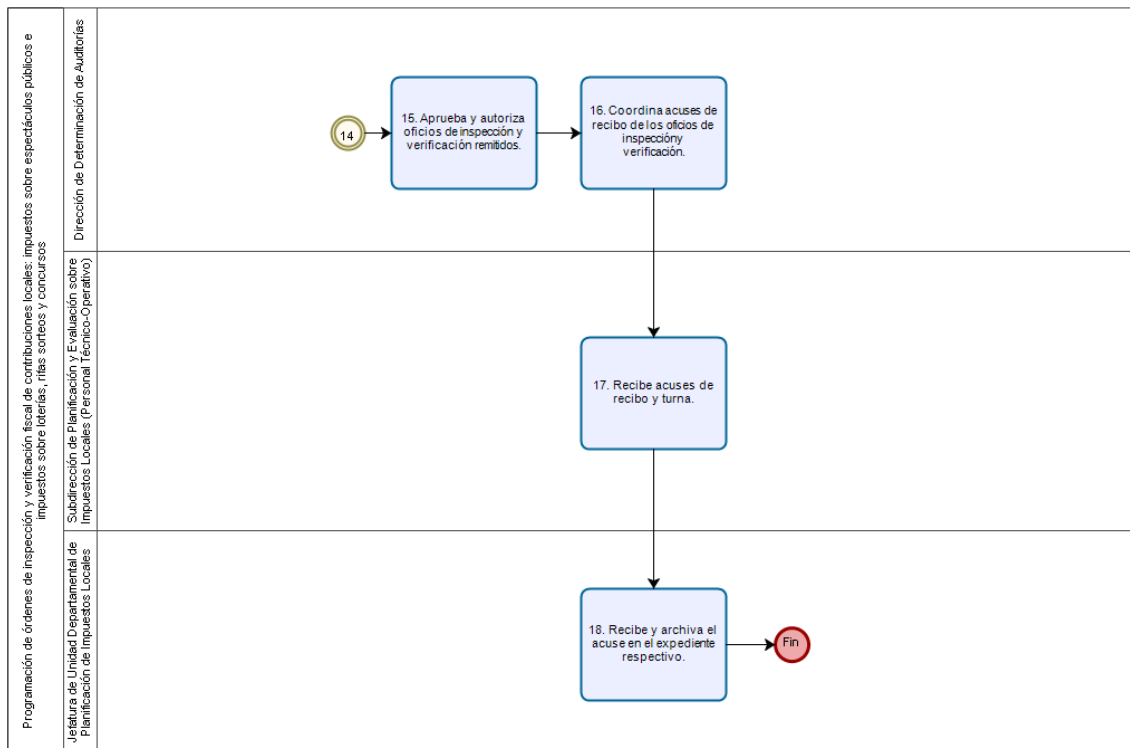 Programación de órdenes de inspección y verificación fiscal de contribuciones locales: impuestos sobre espectáculos públicos e
impuestos sobre loterías, rifas sorteos y concursos
Dirección de Determinación de Auditorías
14
15. Aprueba y autoriza
oficios de inspección y
verificación remitidos.
16. Coordina acuses de
recibo de los oficios de
inspeccióny
verificación.
Subdirección de Planificación y Evaluación sobre
Impuestos Locales (Personal Técnico-Operativo)
17. Recibe acuses de
recibo y turna.
Jefatura de Unidad Departamental de
Planificación de Impuestos Locales
18. Recibe y archiva el
acuse en el expediente
respectivo.
Fin